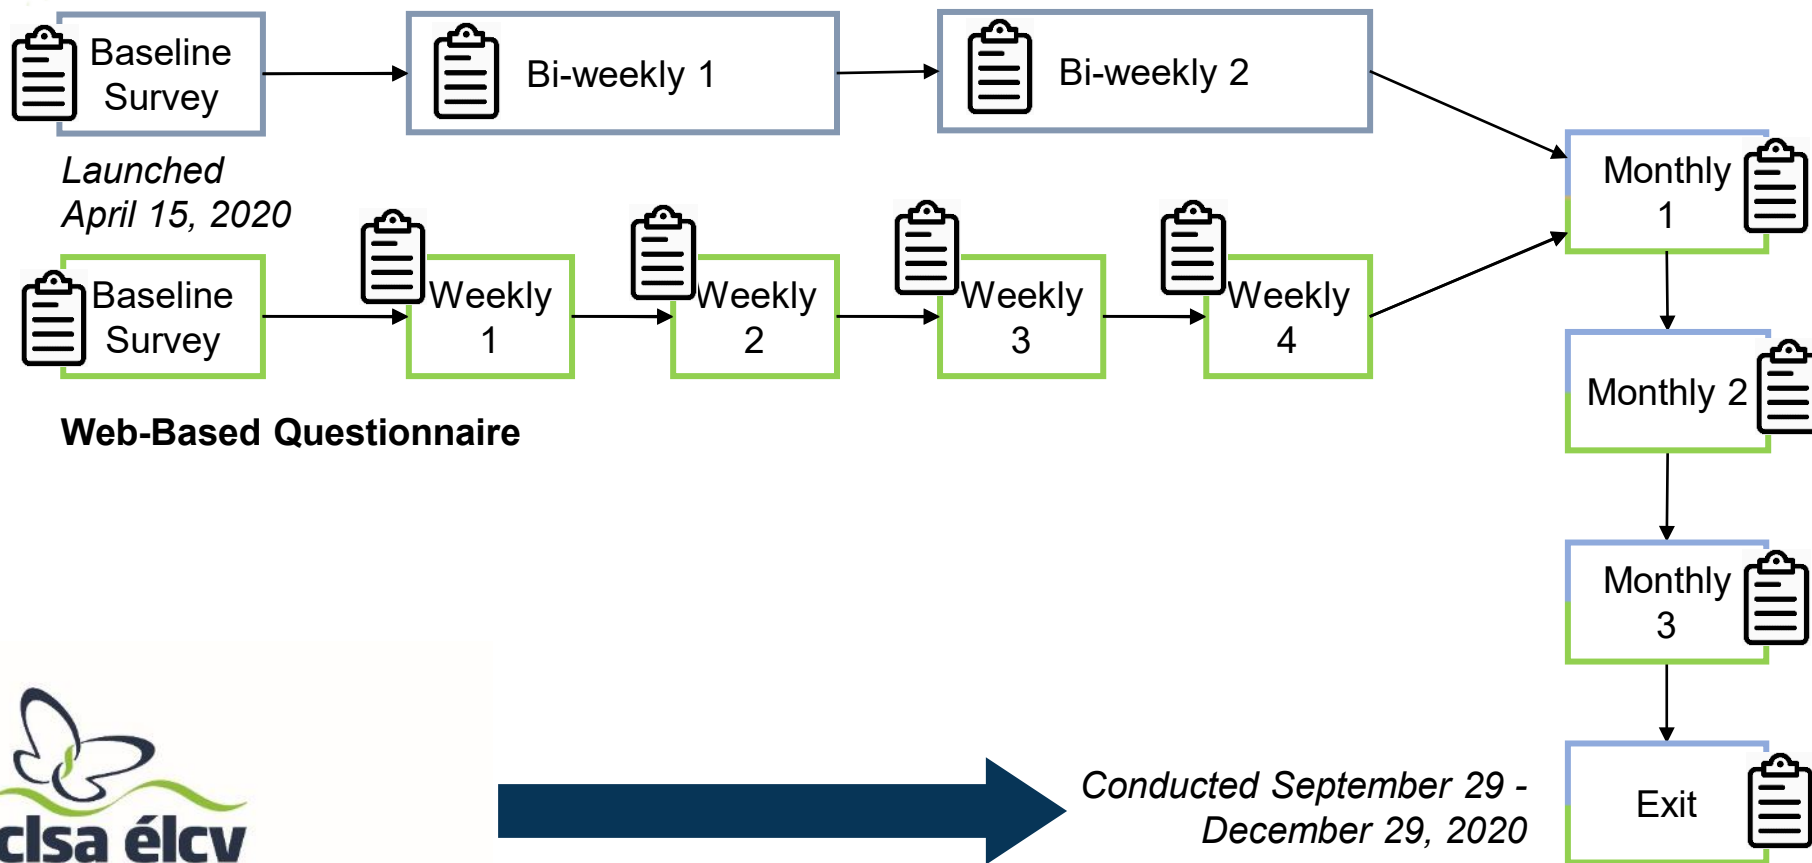 Baseline
Survey
Bi-weekly 1
Bi-weekly 2
Launched
April 15, 2020
Monthly
1
Baseline
Survey
Weekly
1
Weekly
2
Weekly
3
Weekly
4
Monthly 2
Web-Based Questionnaire
Monthly
3
Conducted September 29 -
December 29, 2020
Exit
clsa élcv